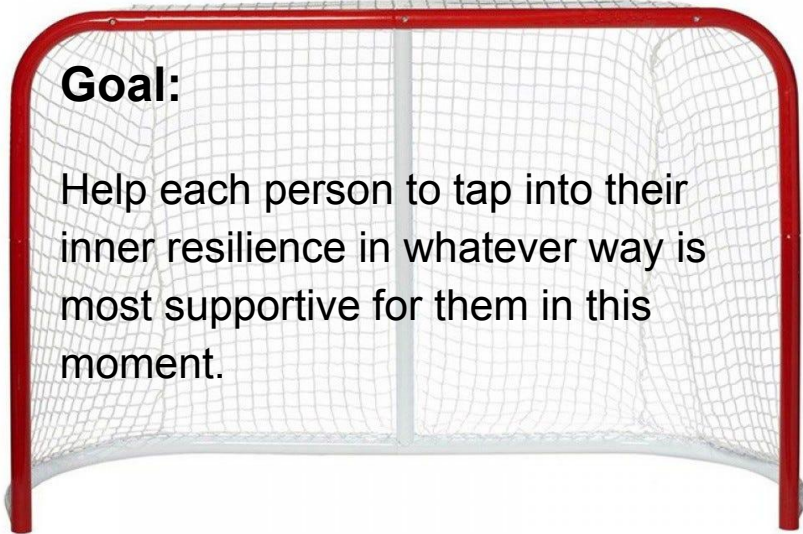 Goal:
Help each person to tap into their
inner resilience in whatever way is
most supportive for them in this
moment.